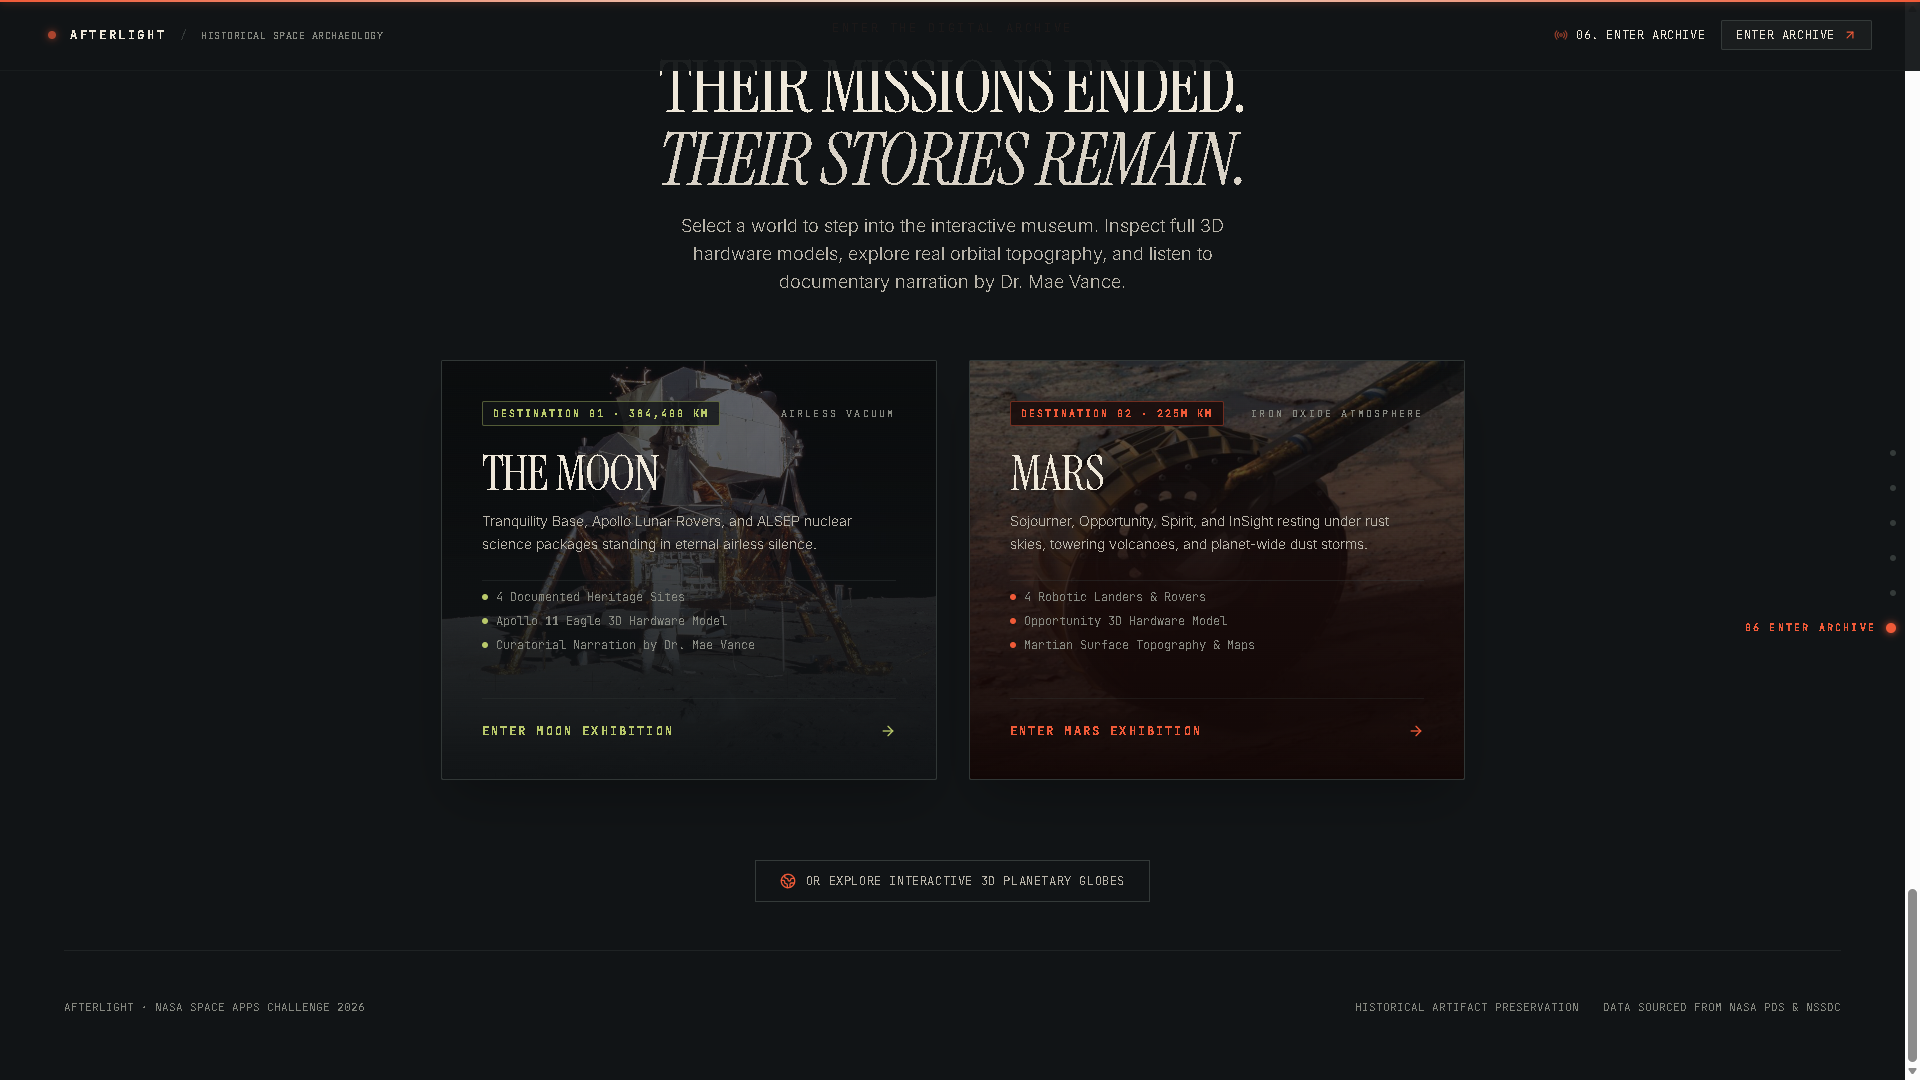 ENTER THE DIGITAL ARCHIVE
AFTERLIGHT / HISTORICAL SPACE ARCHAEOLOGY
06. ENTER ARCHIVE
ENTER ARCHIVE
THEIR MISSIONS ENDED.
THEIR STORIES REMAIN.
Select a world to step into the interactive museum. Inspect full 3D
hardware models, explore real orbital topography, and listen to
documentary narration by Dr. Mae Vance.
DESTINATION 01 · 384,400 KM
AIRLESS VACUUM
THE MOON
Tranquility Base, Apollo Lunar Rovers, and ALSEP nuclear
science packages standing in eternal airless silence.
4 Documented Heritage Sites
Apollo 11 Eagle 3D Hardware Model
Curatorial Narration by Dr. Mae Vance
ENTER MOON EXHIBITION
DESTINATION 02 · 225M KM
IRON OXIDE ATMOSPHERE
MARS
Sojourner, Opportunity, Spirit, and InSight resting under rust
skies, towering volcanoes, and planet-wide dust storms.
4 Robotic Landers & Rovers
Opportunity 3D Hardware Model
Martian Surface Topography & Maps
ENTER MARS EXHIBITION
06 ENTER ARCHIVE
OR EXPLORE INTERACTIVE 3D PLANETARY GLOBES
AFTERLIGHT · NASA SPACE APPS CHALLENGE 2026
HISTORICAL ARTIFACT PRESERVATION
DATA SOURCED FROM NASA PDS & NSSDC